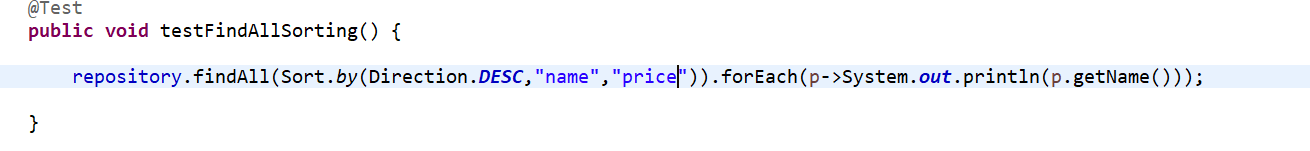 @Test
public void testFindAllSorting() {
repository.findAll(Sort.by(Direction.DESC,"name","price")).forEach(p->System.out.println(p.getName()));
}